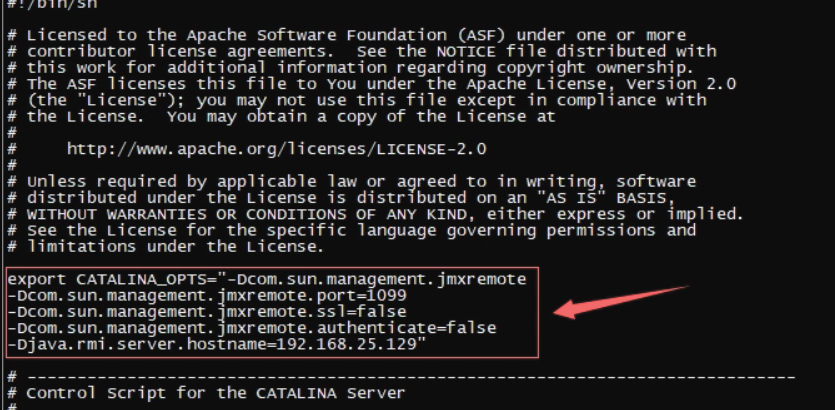 #!/bin/sh
# Licensed to the Apache Software Foundation (ASF) under one or more
# contributor license agreements.  See the NOTICE file distributed with
# this work for additional information regarding copyright ownership.
# The ASF licenses this file to You under the Apache License, Version 2.0
# (the "License"); you may not use this file except in compliance with
# the License.  You may obtain a copy of the License at
#
#     http://www.apache.org/licenses/LICENSE-2.0
#
# Unless required by applicable law or agreed to in writing, software
# distributed under the License is distributed on an "AS IS" BASIS,
# WITHOUT WARRANTIES OR CONDITIONS OF ANY KIND, either express or implied.
# See the License for the specific language governing permissions and
# limitations under the License.
export CATALINA_OPTS="-Dcom.sun.management.jmxremote
-Dcom.sun.management.jmxremote.port=1099
-Dcom.sun.management.jmxremote.ssl=false
-Dcom.sun.management.jmxremote.authenticate=false
-Djava.rmi.server.hostname=192.168.25.129"
# -----------------------------------------------------------------------------
# Control Script for the CATALINA Server
#